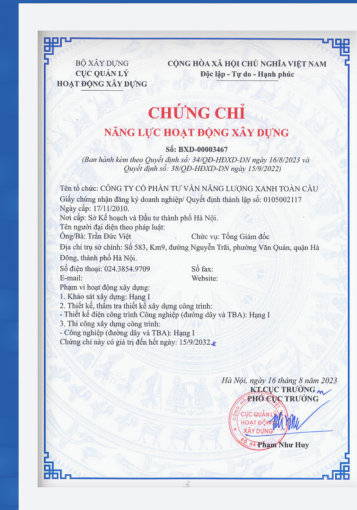 BỘ XÂY DỰNG
CỤC QUẢN LÝ
HOẠT ĐỘNG XÂY DỰNG
CỘNG HÒA XÃ HỘI CHỦ NGHĨA VIỆT NAM
Độc lập - Tự do - Hạnh phúc
CHỨNG CHỈ
NĂNG LỰC HOẠT ĐỘNG XÂY DỰNG
Số: BXD-00003467
(Ban hành kèm theo Quyết định số: 34/QĐ-HĐXD-DN ngày 16/8/2023 và
Quyết định số: 38/QĐ-HĐXD-DN ngày 15/9/2022)
Tên tổ chức: CÔNG TY CỔ PHẦN TƯ VẤN NĂNG LƯỢNG XANH TOÀN CẦU
Giấy chứng nhận đăng ký doanh nghiệp/ Quyết định thành lập số: 0105002117
Ngày cấp: 17/11/2010.
Nơi cấp: Sở Kế hoạch và Đầu tư thành phố Hà Nội.
Tên người đại diện theo pháp luật:
Ông/Bà: Trần Đức Việt Chức vụ: Tổng Giám đốc
Địa chỉ trụ sở chính: Số 583, Km9, đường Nguyễn Trãi, phường Văn Quán, quận Hà
Đông, thành phố Hà Nội.
Số điện thoại: 024.3854.9709 Số fax:
E-mail: Website:
Phạm vi hoạt động xây dựng:
1. Khảo sát xây dựng: Hạng I
2. Thiết kế, thẩm tra thiết kế xây dựng công trình:
- Thiết kế điện công trình Công nghiệp (đường dây và TBA): Hạng I
3. Thi công xây dựng công trình:
- Công nghiệp (đường dây và TBA): Hạng I
Chứng chỉ này có giá trị đến hết ngày: 15/9/2032
Hà Nội, ngày 16 tháng 8 năm 2023
KT.CỤC TRƯỞNG
PHÓ CỤC TRƯỞNG
CỤC QUẢN LÝ
HOẠT ĐỘNG
XÂY DỰNG
Phạm Như Huy